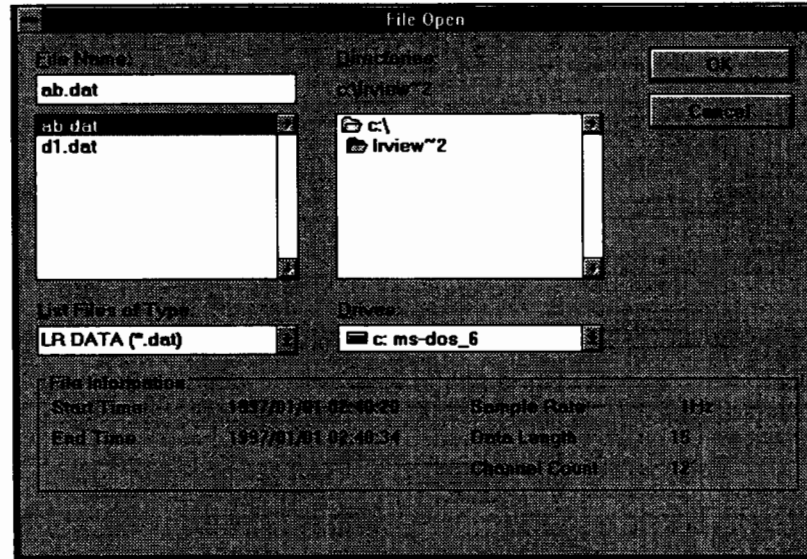 File Open
File Name:
ab.dat
ab.dat
d1.dat
List Files of Type:
LR DATA (*.dat)
Directories:
c:\lrview~2
c:\
lrview~2
Drives:
c: ms-dos_6
OK
Cancel
File Information
Start Time 1997/01/01 02:40:20 Sample Rate 1Hz
End Time 1997/01/01 02:40:34 Data Length 15
Channel Count 12